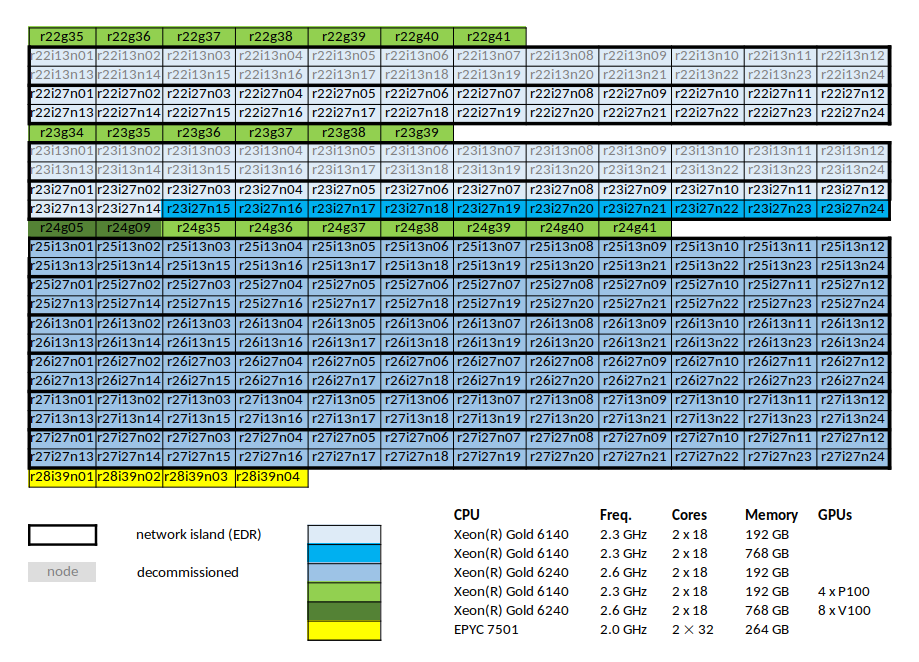 r22g35 r22g36 r22g37 r22g38 r22g39 r22g40 r22g41
r22i13n01 r22i13n02 r22i13n03 r22i13n04 r22i13n05 r22i13n06 r22i13n07 r22i13n08 r22i13n09 r22i13n10 r22i13n11 r22i13n12
r22i13n13 r22i13n14 r22i13n15 r22i13n16 r22i13n17 r22i13n18 r22i13n19 r22i13n20 r22i13n21 r22i13n22 r22i13n23 r22i13n24
r22i27n01 r22i27n02 r22i27n03 r22i27n04 r22i27n05 r22i27n06 r22i27n07 r22i27n08 r22i27n09 r22i27n10 r22i27n11 r22i27n12
r22i27n13 r22i27n14 r22i27n15 r22i27n16 r22i27n17 r22i27n18 r22i27n19 r22i27n20 r22i27n21 r22i27n22 r22i27n23 r22i27n24
r23g34 r23g35 r23g36 r23g37 r23g38 r23g39
r23i13n01 r23i13n02 r23i13n03 r23i13n04 r23i13n05 r23i13n06 r23i13n07 r23i13n08 r23i13n09 r23i13n10 r23i13n11 r23i13n12
r23i13n13 r23i13n14 r23i13n15 r23i13n16 r23i13n17 r23i13n18 r23i13n19 r23i13n20 r23i13n21 r23i13n22 r23i13n23 r23i13n24
r23i27n01 r23i27n02 r23i27n03 r23i27n04 r23i27n05 r23i27n06 r23i27n07 r23i27n08 r23i27n09 r23i27n10 r23i27n11 r23i27n12
r23i27n13 r23i27n14 r23i27n15 r23i27n16 r23i27n17 r23i27n18 r23i27n19 r23i27n20 r23i27n21 r23i27n22 r23i27n23 r23i27n24
r24g05 r24g09 r24g35 r24g36 r24g37 r24g38 r24g39 r24g40 r24g41
r25i13n01 r25i13n02 r25i13n03 r25i13n04 r25i13n05 r25i13n06 r25i13n07 r25i13n08 r25i13n09 r25i13n10 r25i13n11 r25i13n12
r25i13n13 r25i13n14 r25i13n15 r25i13n16 r25i13n17 r25i13n18 r25i13n19 r25i13n20 r25i13n21 r25i13n22 r25i13n23 r25i13n24
r25i27n01 r25i27n02 r25i27n03 r25i27n04 r25i27n05 r25i27n06 r25i27n07 r25i27n08 r25i27n09 r25i27n10 r25i27n11 r25i27n12
r25i27n13 r25i27n14 r25i27n15 r25i27n16 r25i27n17 r25i27n18 r25i27n19 r25i27n20 r25i27n21 r25i27n22 r25i27n23 r25i27n24
r26i13n01 r26i13n02 r26i13n03 r26i13n04 r26i13n05 r26i13n06 r26i13n07 r26i13n08 r26i13n09 r26i13n10 r26i13n11 r26i13n12
r26i13n13 r26i13n14 r26i13n15 r26i13n16 r26i13n17 r26i13n18 r26i13n19 r26i13n20 r26i13n21 r26i13n22 r26i13n23 r26i13n24
r26i27n01 r26i27n02 r26i27n03 r26i27n04 r26i27n05 r26i27n06 r26i27n07 r26i27n08 r26i27n09 r26i27n10 r26i27n11 r26i27n12
r26i27n13 r26i27n14 r26i27n15 r26i27n16 r26i27n17 r26i27n18 r26i27n19 r26i27n20 r26i27n21 r26i27n22 r26i27n23 r26i27n24
r27i13n01 r27i13n02 r27i13n03 r27i13n04 r27i13n05 r27i13n06 r27i13n07 r27i13n08 r27i13n09 r27i13n10 r27i13n11 r27i13n12
r27i13n13 r27i13n14 r27i13n15 r27i13n16 r27i13n17 r27i13n18 r27i13n19 r27i13n20 r27i13n21 r27i13n22 r27i13n23 r27i13n24
r27i27n01 r27i27n02 r27i27n03 r27i27n04 r27i27n05 r27i27n06 r27i27n07 r27i27n08 r27i27n09 r27i27n10 r27i27n11 r27i27n12
r27i27n13 r27i27n14 r27i27n15 r27i27n16 r27i27n17 r27i27n18 r27i27n19 r27i27n20 r27i27n21 r27i27n22 r27i27n23 r27i27n24
r28i39n01 r28i39n02 r28i39n03 r28i39n04
CPU Freq. Cores Memory GPUs
network island (EDR) Xeon(R) Gold 6140 2.3 GHz 2 x 18 192 GB
Xeon(R) Gold 6140 2.3 GHz 2 x 18 768 GB
node decommissioned Xeon(R) Gold 6240 2.6 GHz 2 x 18 192 GB
Xeon(R) Gold 6140 2.3 GHz 2 x 18 192 GB 4 x P100
Xeon(R) Gold 6240 2.6 GHz 2 x 18 768 GB 8 x V100
EPYC 7501 2.0 GHz 2 × 32 264 GB